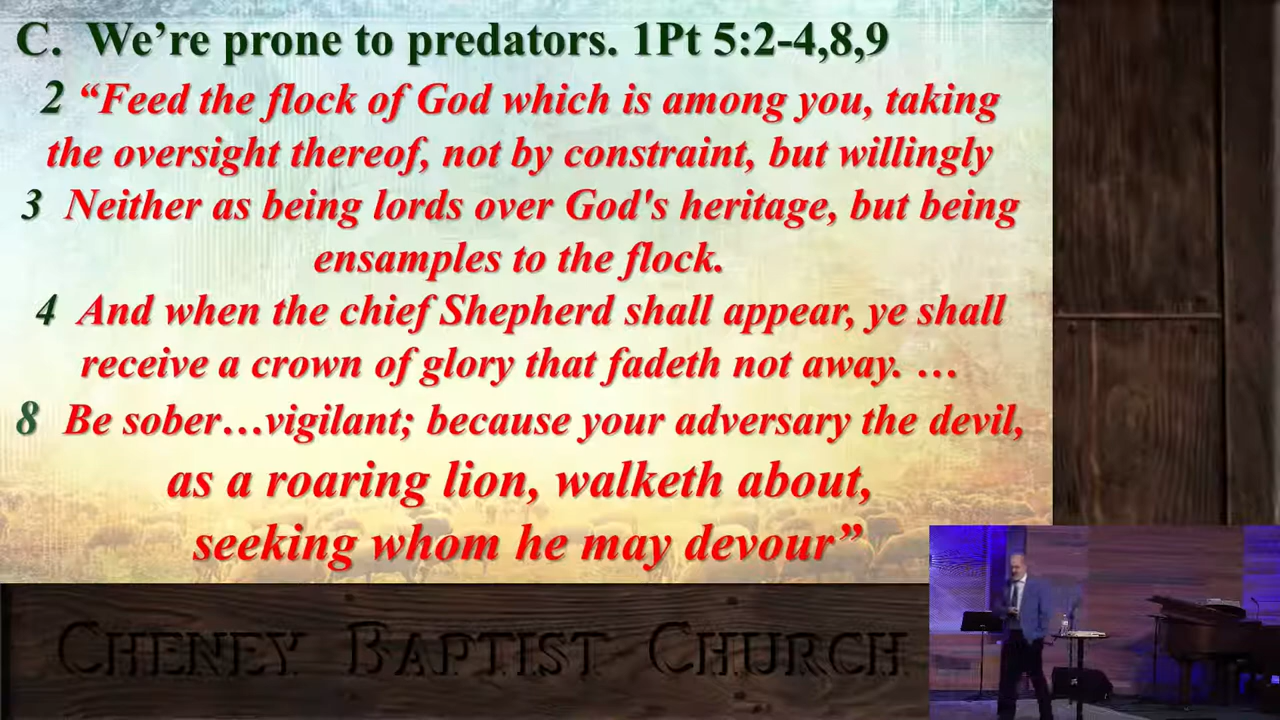 C. We're prone to predators. 1Pt 5:2-4,8,9
2 “Feed the flock of God which is among you, taking
the oversight thereof, not by constraint, but willingly
3 Neither as being lords over God's heritage, but being
ensamples to the flock.
4 And when the chief Shepherd shall appear, ye shall
receive a crown of glory that fadeth not away. …
8 Be sober…vigilant; because your adversary the devil,
as a roaring lion, walketh about,
seeking whom he may devour”
CHENEY BAPTIST CHURCH